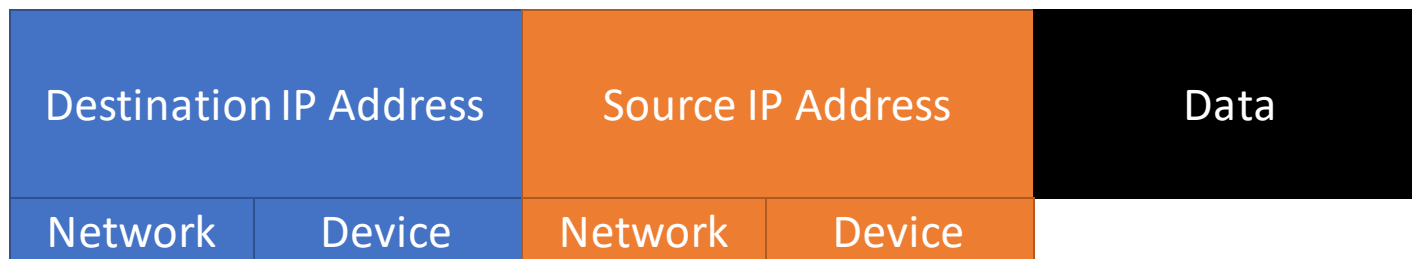 Destination IP Address
Source IP Address
Data
Network
Device
Network
Device